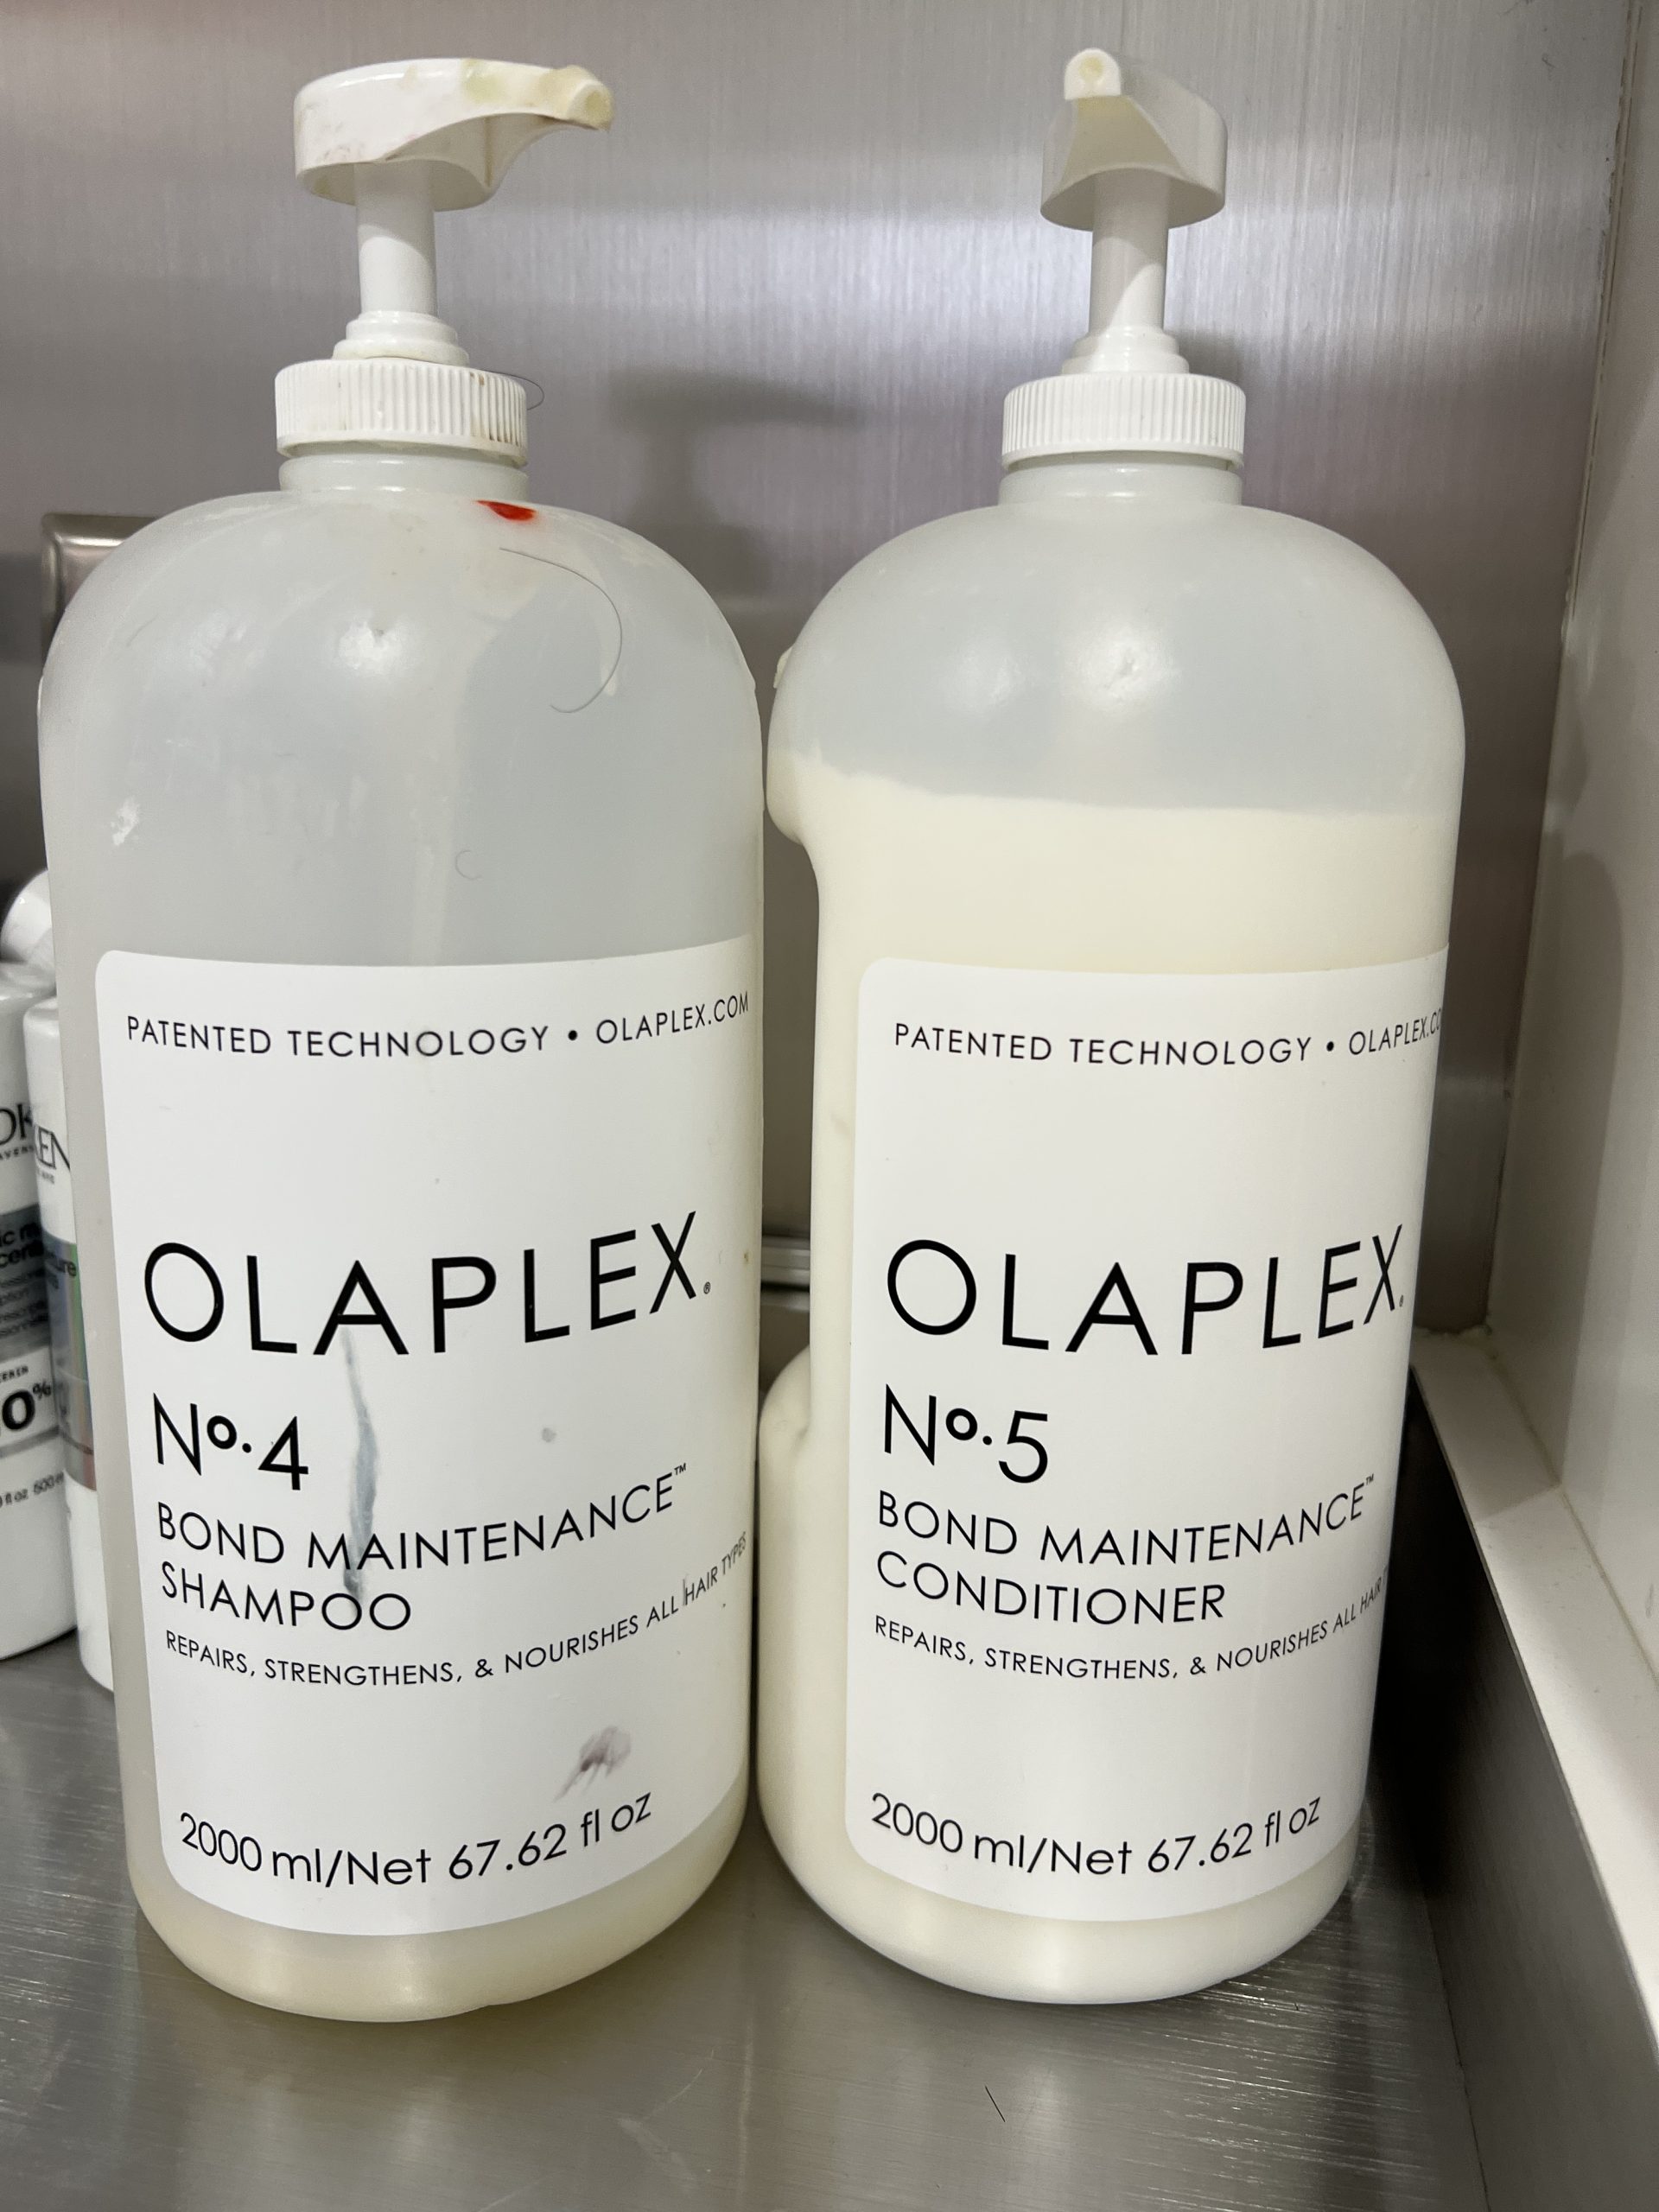 PATENTED TECHNOLOGY • OLAPLEX.COM
OLAPLEX®
Nº.4
BOND MAINTENANCE™
SHAMPOO
REPAIRS, STRENGTHENS, & NOURISHES ALL HAIR TYPES
2000 ml/Net 67.62 fl oz
PATENTED TECHNOLOGY •
OLAPLEX®
Nº.5
BOND MAINTENANCE™
CONDITIONER
REPAIRS, STRENGTHENS, & NOURISHES ALL HAIR
2000 ml/Net 67.62 fl oz